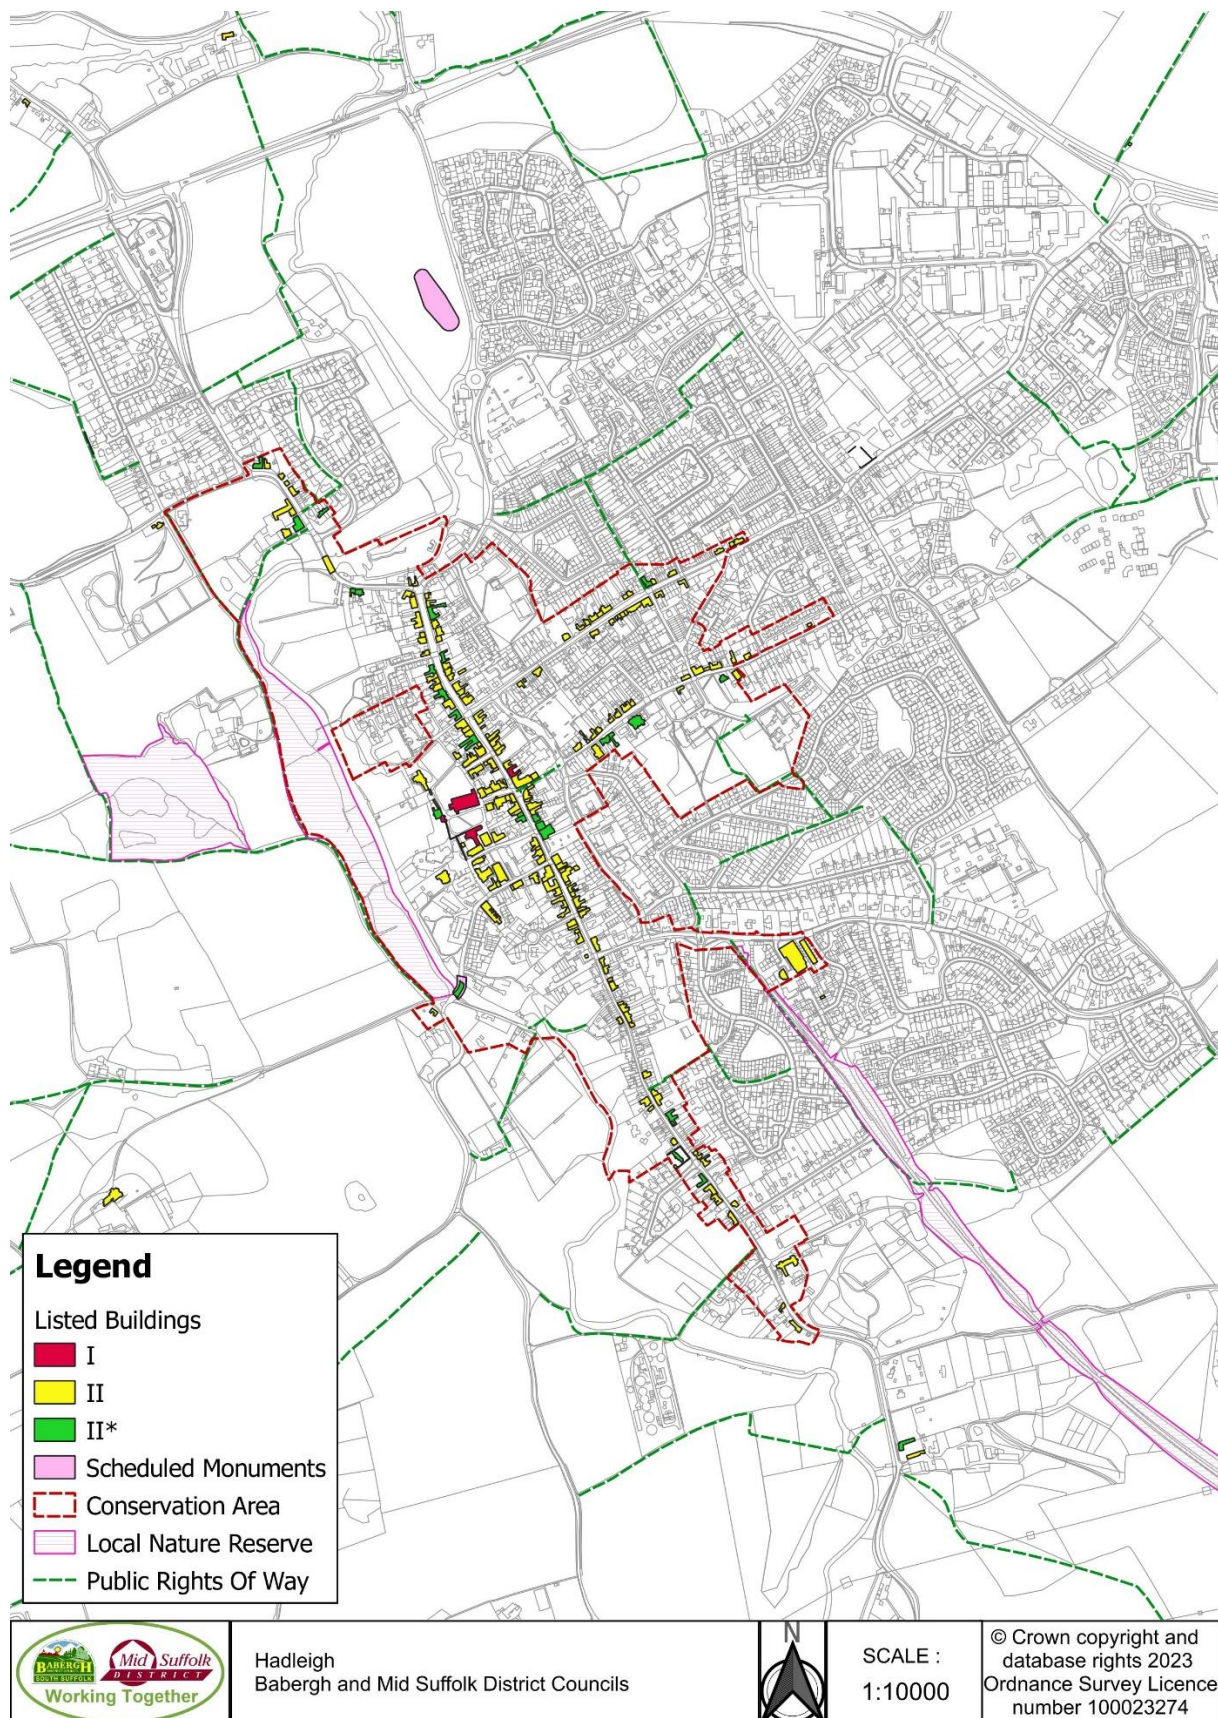 Legend
Listed Buildings
I
II
II*
Scheduled Monuments
Conservation Area
Local Nature Reserve
Public Rights Of Way
BABERGH
DISTRICT COUNCIL
SOUTH SUFFOLK
Mid Suffolk
DISTRICT
Working Together
Hadleigh
Babergh and Mid Suffolk District Councils
N
SCALE :
1:10000
© Crown copyright and
database rights 2023
Ordnance Survey Licence
number 100023274